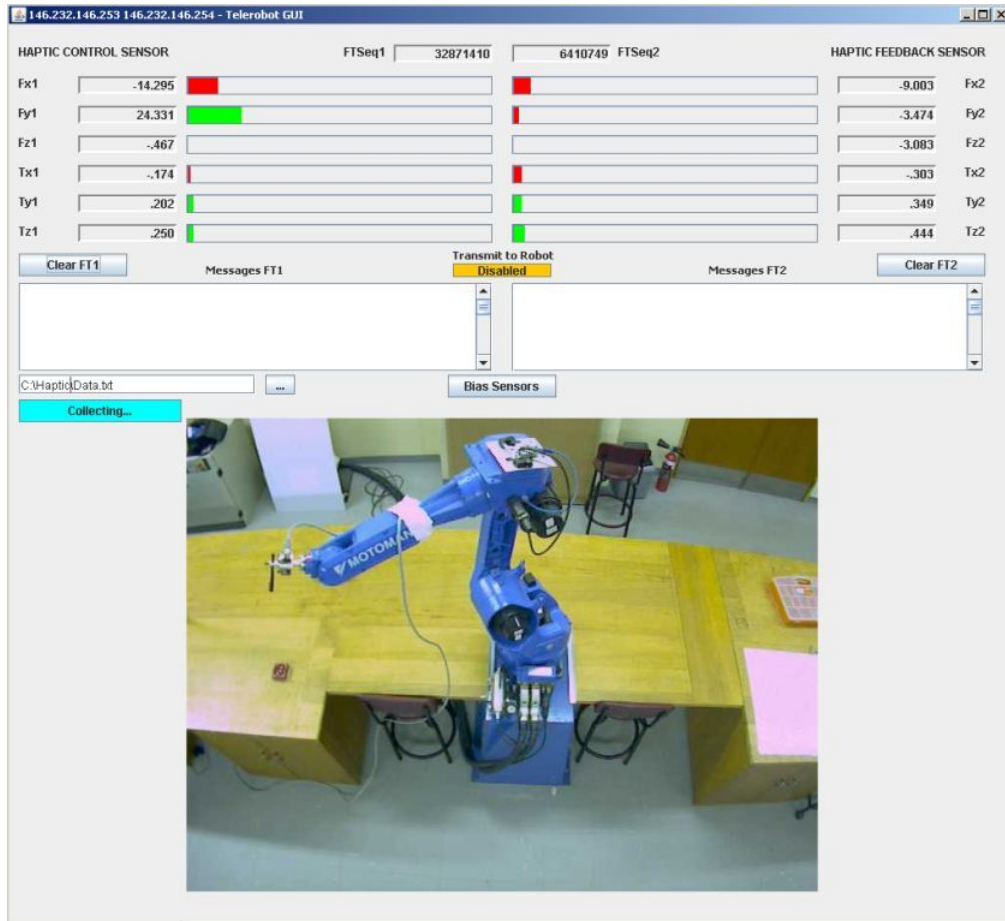 146.232.146.253 146.232.146.254 - Telerobot GUI
HAPTIC CONTROL SENSOR FTSeq1 32871410 6410749 FTSeq2 HAPTIC FEEDBACK SENSOR
Fx1 -14.295 -9.003 Fx2
Fy1 24.331 -3.474 Fy2
Fz1 -.467 -3.083 Fz2
Tx1 -.174 -.303 Tx2
Ty1 .202 .349 Ty2
Tz1 .250 .444 Tz2
Clear FT1 Messages FT1 Transmit to Robot Messages FT2 Clear FT2
Disabled
C:\Haptic\Data.txt ... Bias Sensors
Collecting...
MOTOMAN